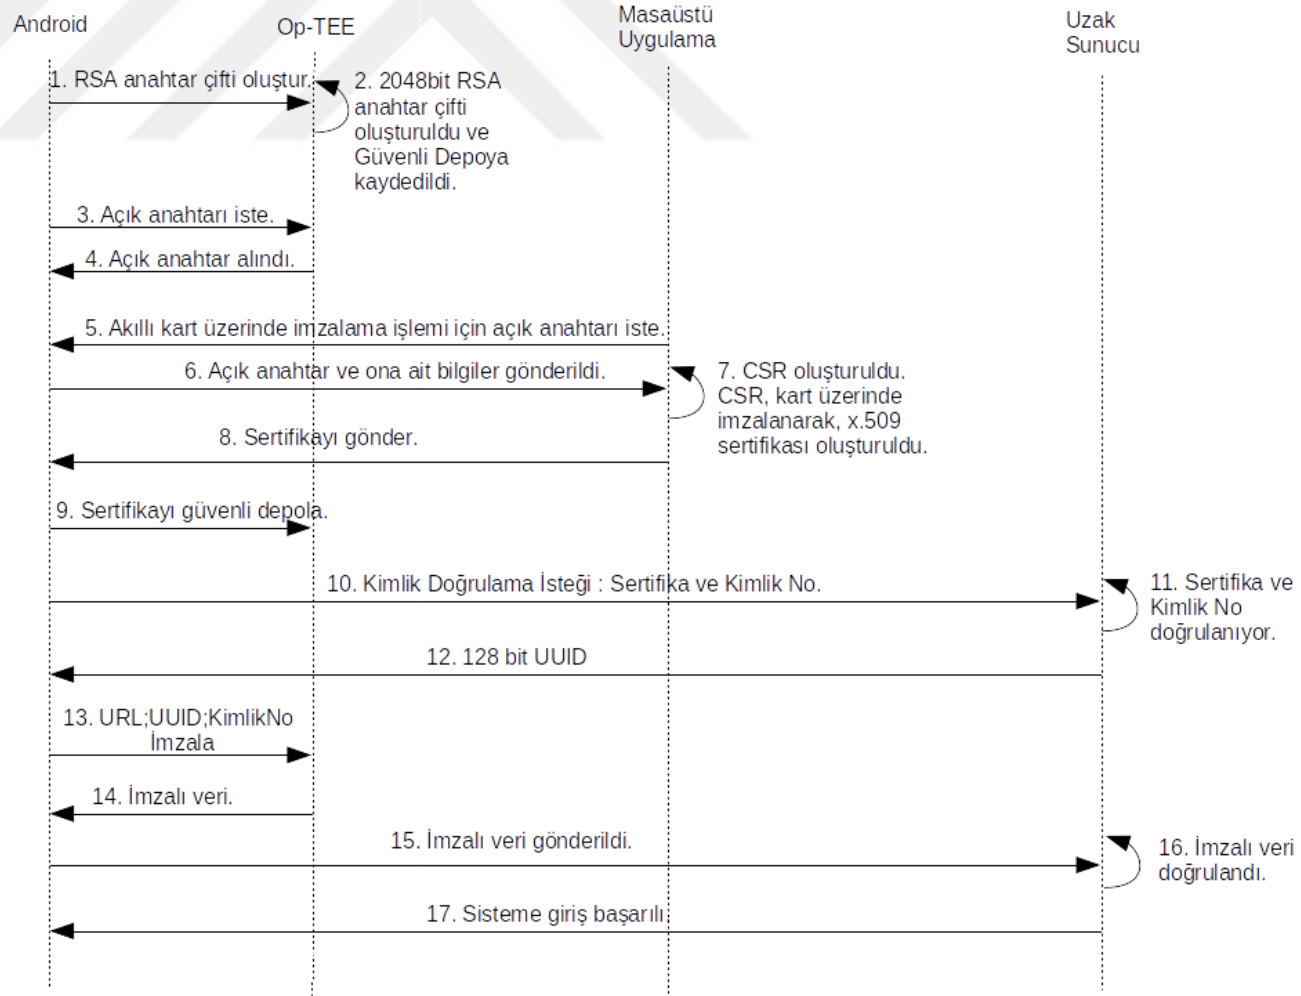 Android
Op-TEE
Masaüstü
Uygulama
Uzak
Sunucu
1. RSA anahtar çifti oluştur.
2. 2048bit RSA
anahtar çifti
oluşturuldu ve
Güvenli Depoya
kaydedildi.
3. Açık anahtarı iste.
4. Açık anahtar alındı.
5. Akıllı kart üzerinde imzalama işlemi için açık anahtarı iste.
6. Açık anahtar ve ona ait bilgiler gönderildi.
7. CSR oluşturuldu.
CSR, kart üzerinde
imzalanarak, x.509
sertifikası oluşturuldu.
8. Sertifikayı gönder.
9. Sertifikayı güvenli depola.
10. Kimlik Doğrulama İsteği : Sertifika ve Kimlik No.
11. Sertifika ve
Kimlik No
doğrulanıyor.
12. 128 bit UUID
13. URL;UUID;KimlikNo
İmzala
14. İmzalı veri.
15. İmzalı veri gönderildi.
16. İmzalı veri
doğrulandı.
17. Sisteme giriş başarılı.